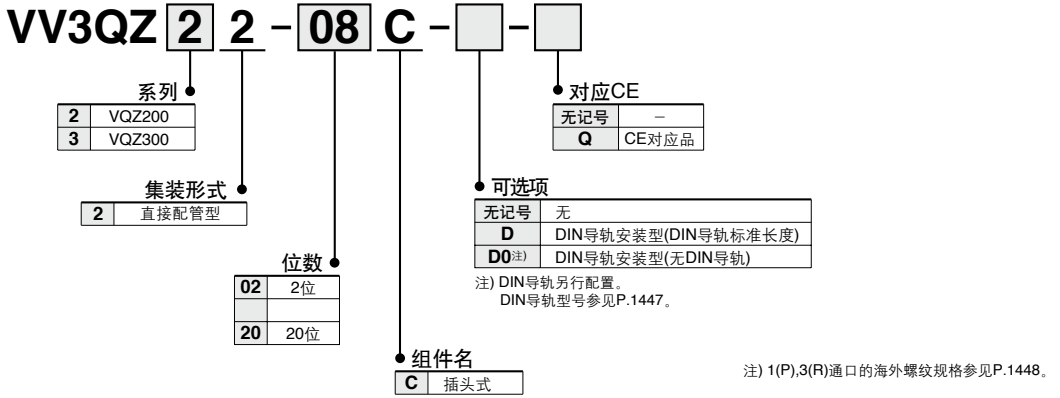 VV3QZ 2 2 - 08 C - -
系列
2 VQZ200
3 VQZ300
集装形式
2 直接配管型
位数
02 2位
20 20位
组件名
C 插头式
可选项
无记号 无
D DIN导轨安装型(DIN导轨标准长度)
D0注) DIN导轨安装型(无DIN导轨)
注) DIN导轨另行配置。
DIN导轨型号参见P.1447。
对应CE
无记号 –
Q CE对应品
注) 1(P),3(R)通口的海外螺纹规格参见P.1448。